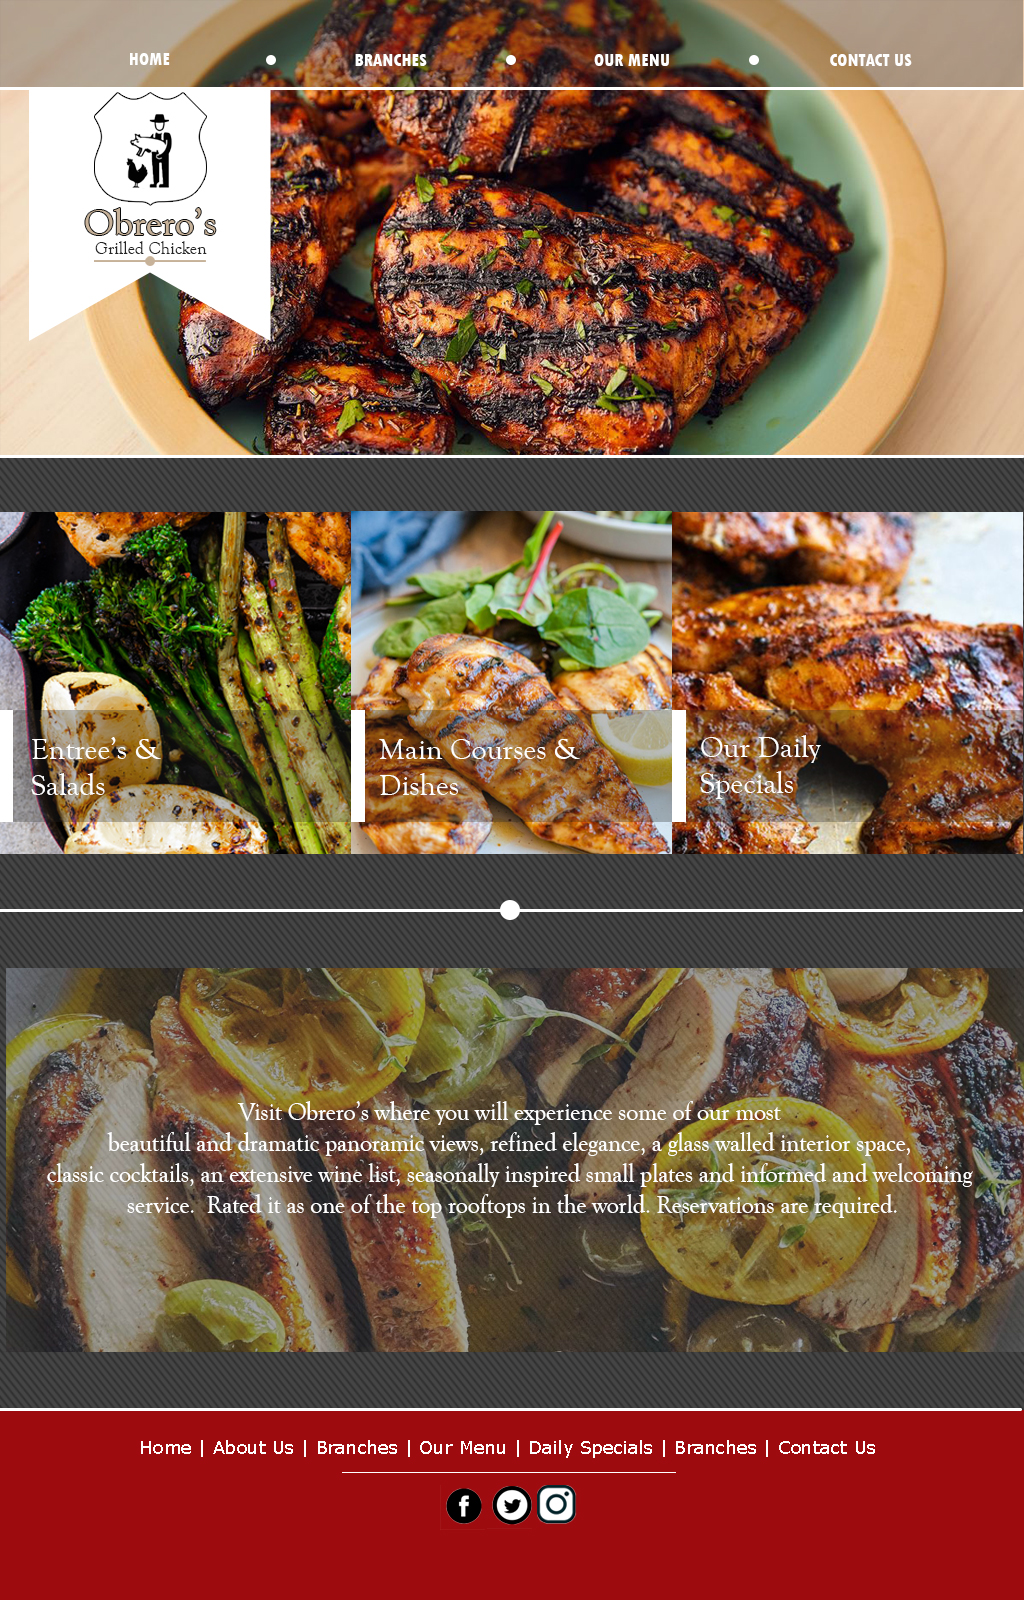 HOME BRANCHES OUR MENU CONTACT US
Obrero's
Grilled Chicken
Entree's &
Salads
Main Courses &
Dishes
Our Daily
Specials
Visit Obrero's where you will experience some of our most
beautiful and dramatic panoramic views, refined elegance, a glass walled interior space,
classic cocktails, an extensive wine list, seasonally inspired small plates and informed and welcoming
service.  Rated it as one of the top rooftops in the world. Reservations are required.
Home | About Us | Branches | Our Menu | Daily Specials | Branches | Contact Us